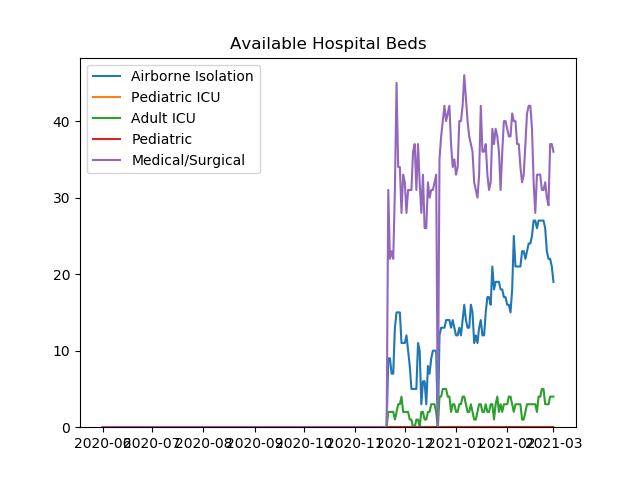 Available Hospital Beds
Airborne Isolation
Pediatric ICU
Adult ICU
Pediatric
Medical/Surgical
40
30
20
10
0
2020-06 2020-07 2020-08 2020-09 2020-10 2020-11 2020-12 2021-01 2021-02 2021-03